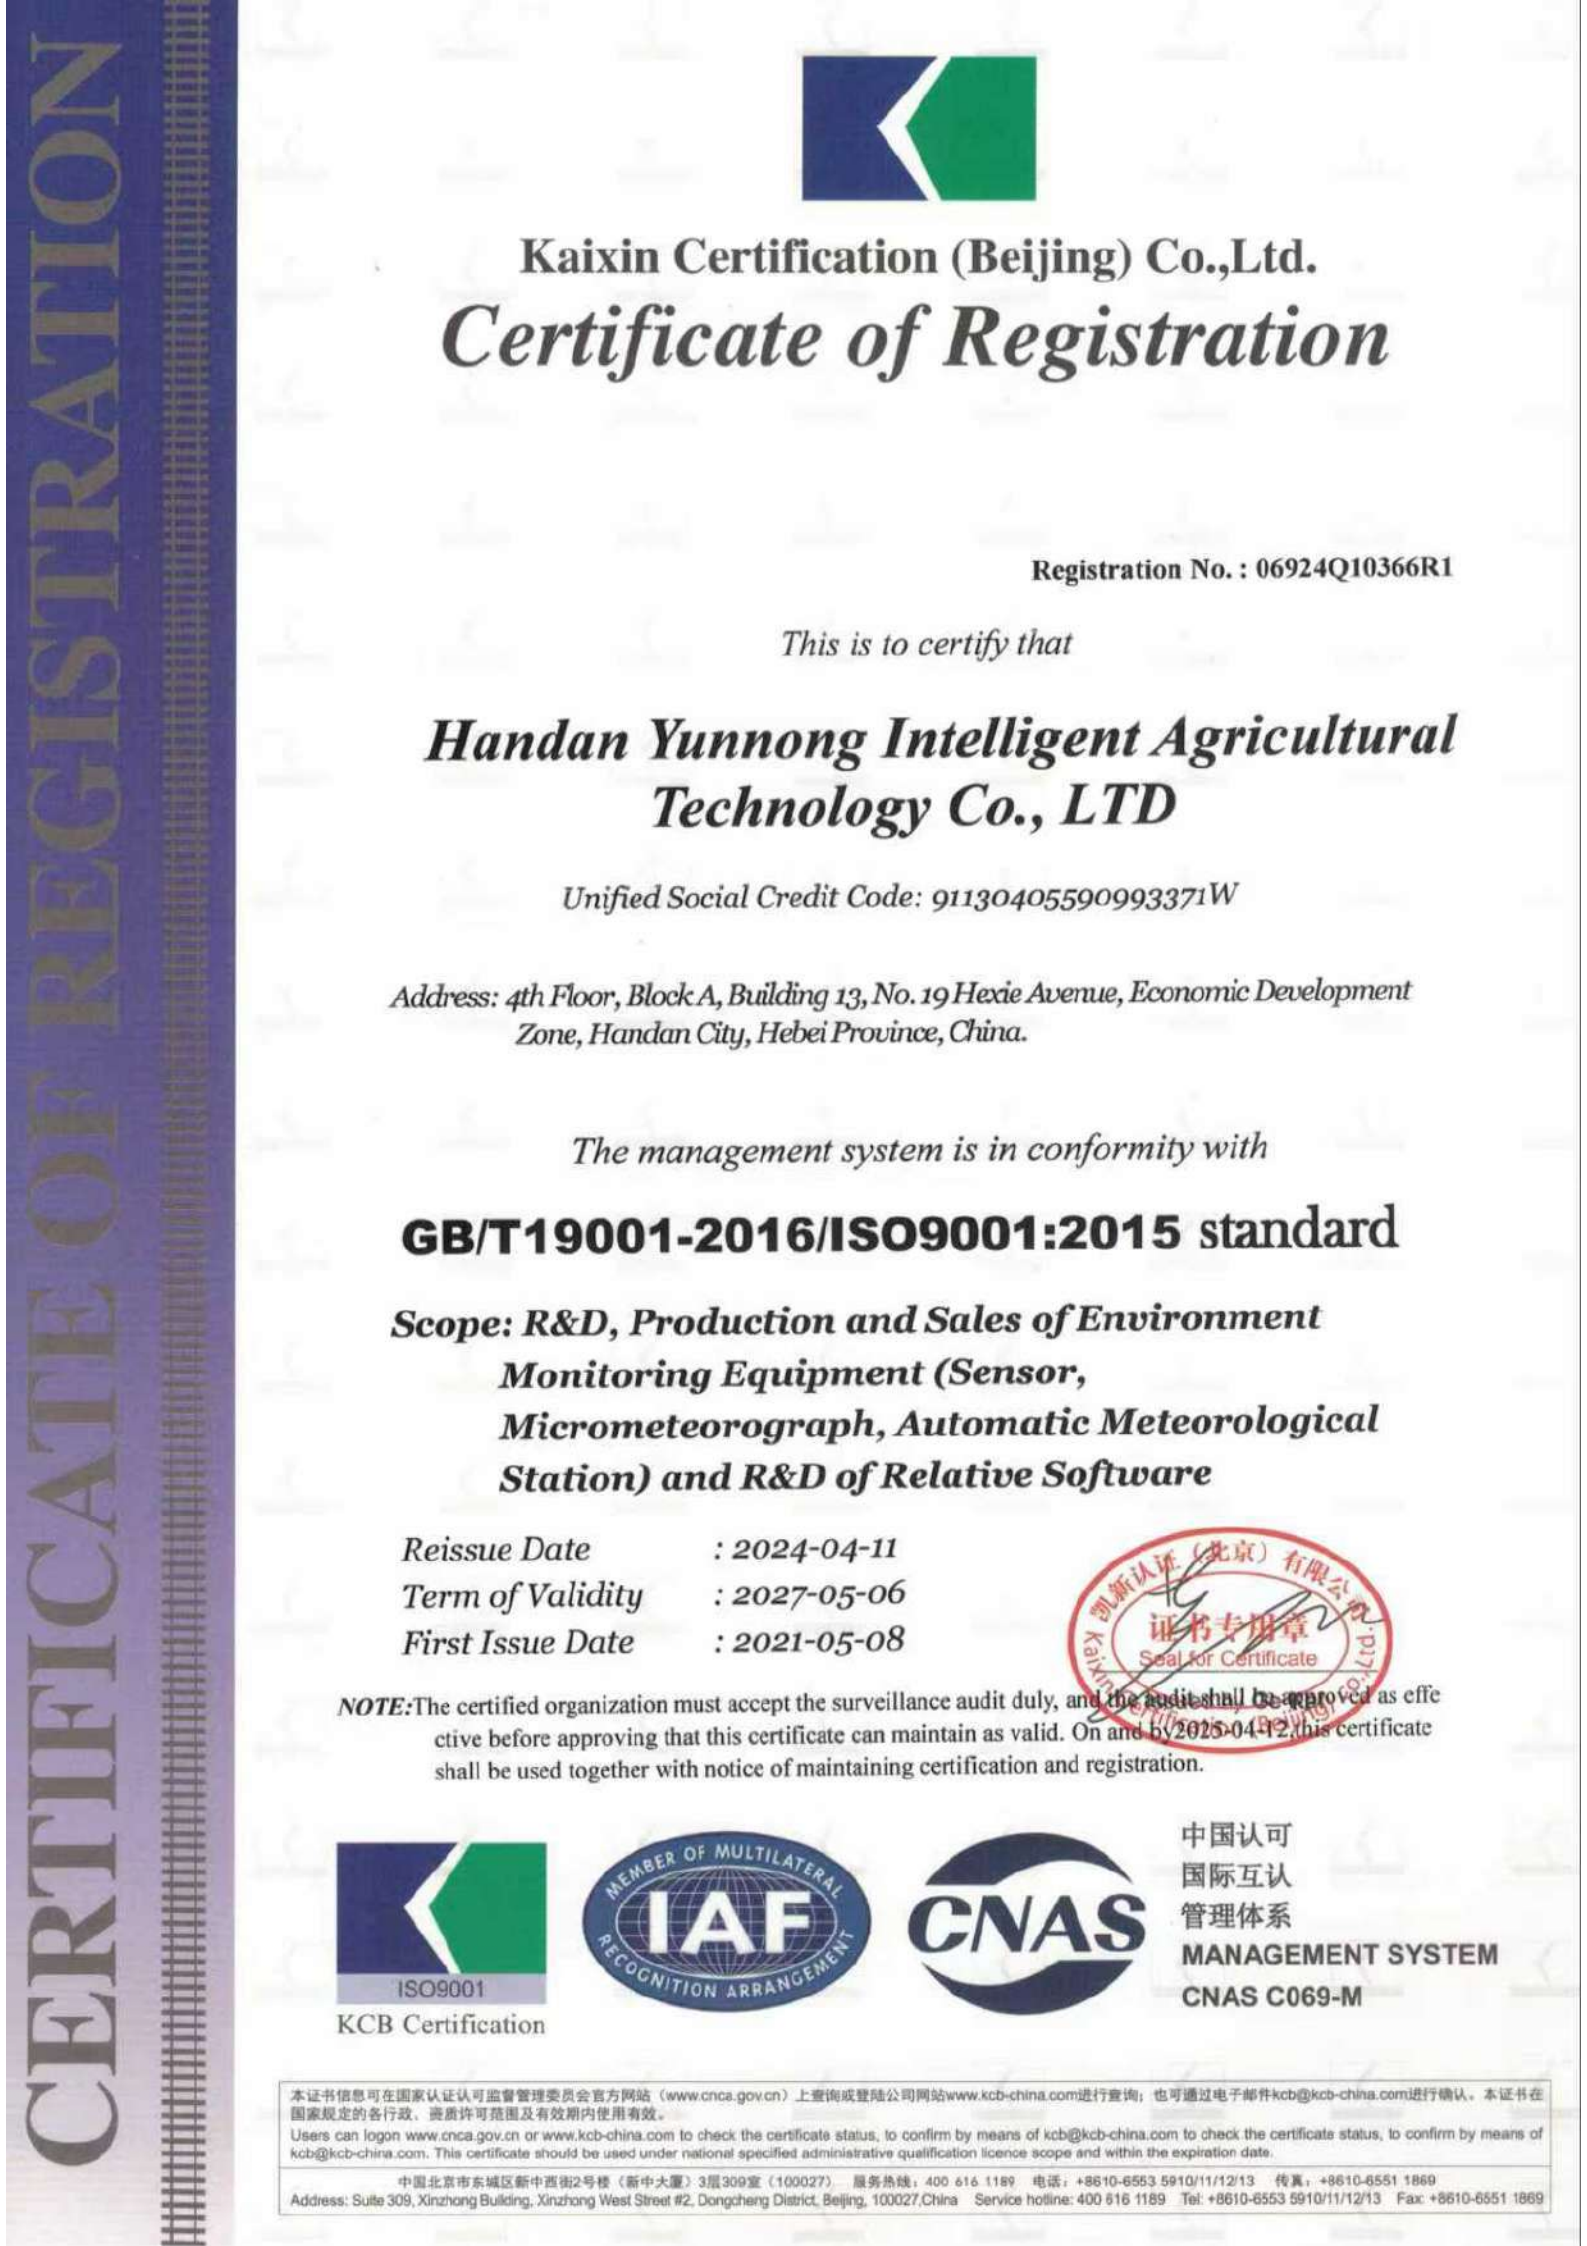 CERTIFICATE OF REGISTRATION
Kaixin Certification (Beijing) Co.,Ltd.
Certificate of Registration
Registration No. : 06924Q10366R1
This is to certify that
Handan Yunnong Intelligent Agricultural
Technology Co., LTD
Unified Social Credit Code: 91130405590993371W
Address: 4th Floor, Block A, Building 13, No. 19 Hexie Avenue, Economic Development
Zone, Handan City, Hebei Province, China.
The management system is in conformity with
GB/T19001-2016/ISO9001:2015 standard
Scope: R&D, Production and Sales of Environment
Monitoring Equipment (Sensor,
Micrometeorograph, Automatic Meteorological
Station) and R&D of Relative Software
Reissue Date : 2024-04-11
Term of Validity : 2027-05-06
First Issue Date : 2021-05-08
凯新认证（北京）有限公司
证书专用章
Seal for Certificate
Kaixin Certification (Beijing) Co.,Ltd.
NOTE:The certified organization must accept the surveillance audit duly, and the audit shall be approved as effe
ctive before approving that this certificate can maintain as valid. On and by2025-04-12,this certificate
shall be used together with notice of maintaining certification and registration.
ISO9001
KCB Certification
MEMBER OF MULTILATERAL
IAF
RECOGNITION ARRANGEMENT
CNAS
中国认可
国际互认
管理体系
MANAGEMENT SYSTEM
CNAS C069-M
本证书信息可在国家认证认可监督管理委员会官方网站（www.cnca.gov.cn）上查询或登陆公司网站www.kcb-china.com进行查询；也可通过电子邮件kcb@kcb-china.com进行确认。本证书在
国家规定的各行政、资质许可范围及有效期内使用有效。
Users can logon www.cnca.gov.cn or www.kcb-china.com to check the certificate status, to confirm by means of kcb@kcb-china.com to check the certificate status, to confirm by means of
kcb@kcb-china.com. This certificate should be used under national specified administrative qualification licence scope and within the expiration date.
中国北京市东城区新中西街2号楼（新中大厦）3层309室（100027） 服务热线：400 616 1189 电话：+8610-6553 5910/11/12/13 传真：+8610-6551 1869
Address: Suite 309, Xinzhong Building, Xinzhong West Street #2, Dongcheng District, Beijing, 100027,China Service hotline: 400 616 1189 Tel: +8610-6553 5910/11/12/13 Fax: +8610-6551 1869